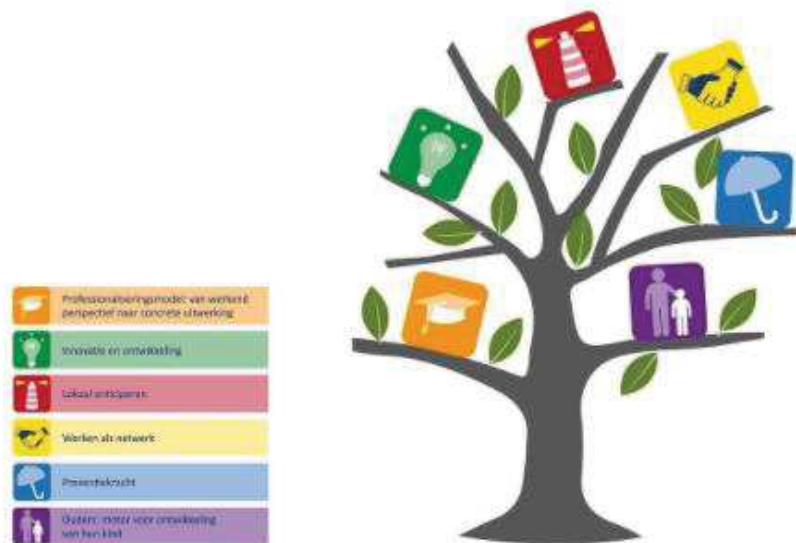 Professionaliseringsmodel: van werkend
perspectief naar concrete uitwerking
Innovatie en ontwikkeling
Lokaal anticiperen
Werken als netwerk
Preventiekracht
Ouders: motor voor ontwikkeling
van hun kind